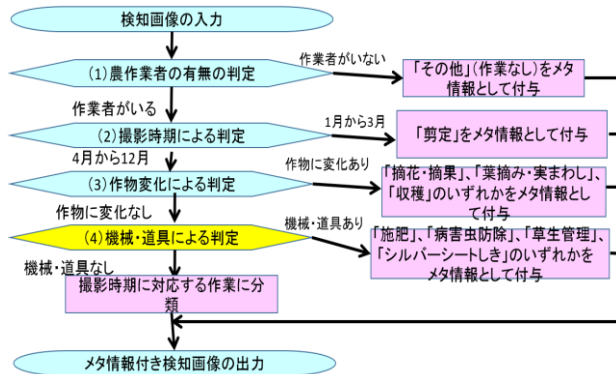 検知画像の入力
(1)農作業者の有無の判定
作業者がいない
「その他」(作業なし)をメタ
情報として付与
作業者がいる
(2)撮影時期による判定
1月から3月
「剪定」をメタ情報として付与
4月から12月
(3)作物変化による判定
作物に変化あり
「摘花・摘果」、「葉摘み・実まわし」、
「収穫」のいずれかをメタ情報とし
て付与
作物に変化なし
(4)機械・道具による判定
機械・道具あり
「施肥」、「病害虫防除」、「草生管理」、
「シルバーシートしき」のいずれかを
メタ情報として付与
機械・道具なし
撮影時期に対応する作業に分
類
メタ情報付き検知画像の出力